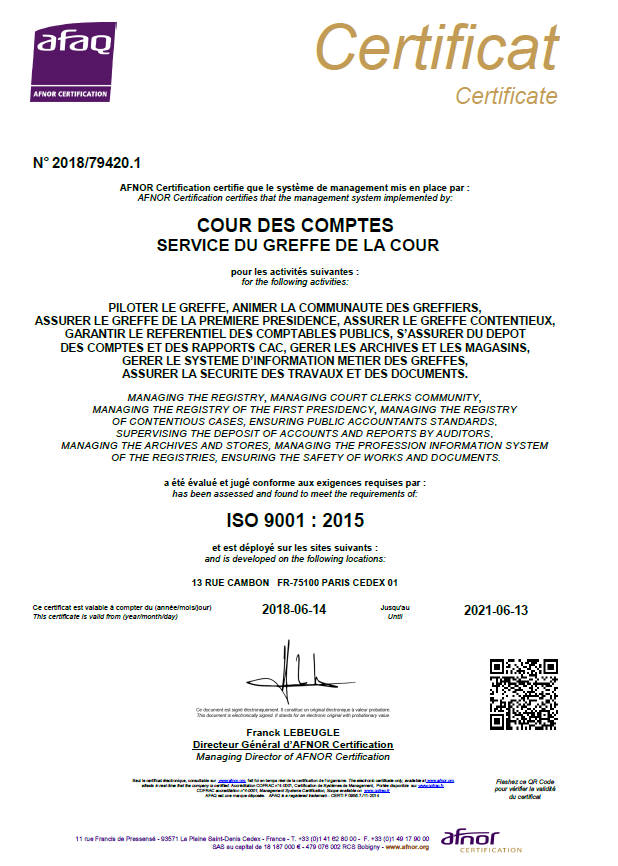 afaq
AFNOR CERTIFICATION
Certificat
Certificate
N° 2018/79420.1
AFNOR Certification certifie que le système de management mis en place par :
AFNOR Certification certifies that the management system implemented by:
COUR DES COMPTES
SERVICE DU GREFFE DE LA COUR
pour les activités suivantes :
for the following activities:
PILOTER LE GREFFE, ANIMER LA COMMUNAUTE DES GREFFIERS,
ASSURER LE GREFFE DE LA PREMIERE PRESIDENCE, ASSURER LE GREFFE CONTENTIEUX,
GARANTIR LE REFERENTIEL DES COMPTABLES PUBLICS, S'ASSURER DU DEPOT
DES COMPTES ET DES RAPPORTS CAC, GERER LES ARCHIVES ET LES MAGASINS,
GERER LE SYSTEME D'INFORMATION METIER DES GREFFES,
ASSURER LA SECURITE DES TRAVAUX ET DES DOCUMENTS.
MANAGING THE REGISTRY, MANAGING COURT CLERKS COMMUNITY,
MANAGING THE REGISTRY OF THE FIRST PRESIDENCY, MANAGING THE REGISTRY
OF CONTENTIOUS CASES, ENSURING PUBLIC ACCOUNTANTS STANDARDS,
SUPERVISING THE DEPOSIT OF ACCOUNTS AND REPORTS BY AUDITORS,
MANAGING THE ARCHIVES AND STORES, MANAGING THE PROFESSION INFORMATION SYSTEM
OF THE REGISTRIES, ENSURING THE SAFETY OF WORKS AND DOCUMENTS.
a été évalué et jugé conforme aux exigences requises par :
has been assessed and found to meet the requirements of:
ISO 9001 : 2015
et est déployé sur les sites suivants :
and is developed on the following locations:
13 RUE CAMBON FR-75100 PARIS CEDEX 01
Ce certificat est valable à compter du (année/mois/jour) 2018-06-14 Jusqu'au 2021-06-13
This certificate is valid from (year/month/day) Until
Ce document est signé électroniquement. Il constitue un original électronique à valeur probatoire.
This document is electronically signed. It stands for an electronic original with probationary value.
Franck LEBEUGLE
Directeur Général d'AFNOR Certification
Managing Director of AFNOR Certification
Seul le certificat électronique, consultable sur www.afnor.org, fait foi en temps réel de la certification de l'organisme. The electronic certificate only, available at www.afnor.org,
attests in real-time that the company is certified. Accréditation COFRAC n°4-0001, Certification de Systèmes de Management, Portée disponible sur www.cofrac.fr.
COFRAC accreditation n°4-0001, Management Systems Certification, Scope available on www.cofrac.fr.
AFAQ est une marque déposée. AFAQ is a registered trademark
Flashez ce QR Code
pour vérifier la validité
du certificat
11 rue Francis de Pressensé - 93571 La Plaine Saint-Denis Cedex - France - T. +33 (0)1 41 62 80 00 - F. +33 (0)1 49 17 90 00
SAS au capital de 18 187 000 € - 479 076 002 RCS Bobigny - www.afnor.org
afnor
CERTIFICATION